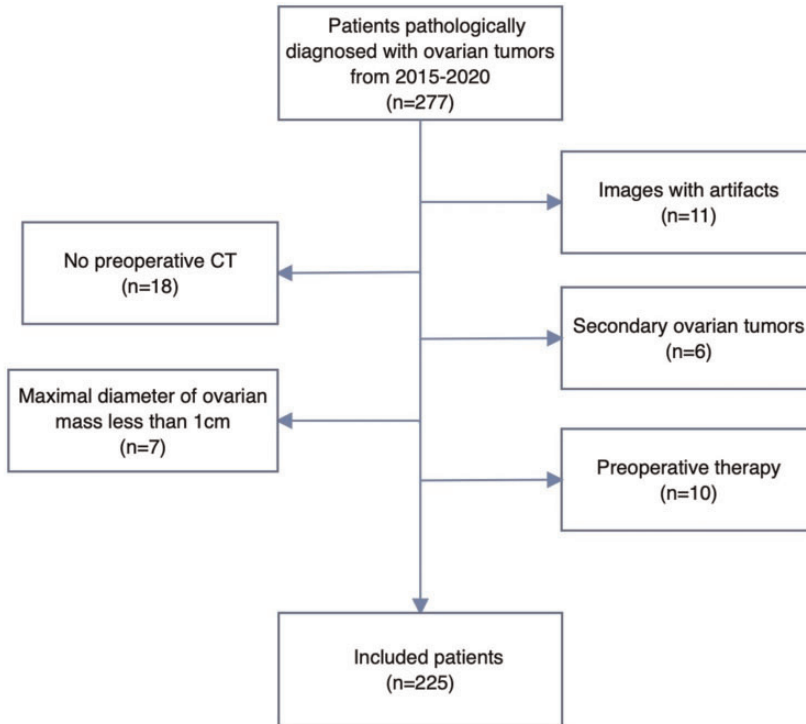 Patients pathologically
diagnosed with ovarian tumors
from 2015-2020
(n=277)
Images with artifacts
(n=11)
No preoperative CT
(n=18)
Secondary ovarian tumors
(n=6)
Maximal diameter of ovarian
mass less than 1cm
(n=7)
Preoperative therapy
(n=10)
Included patients
(n=225)